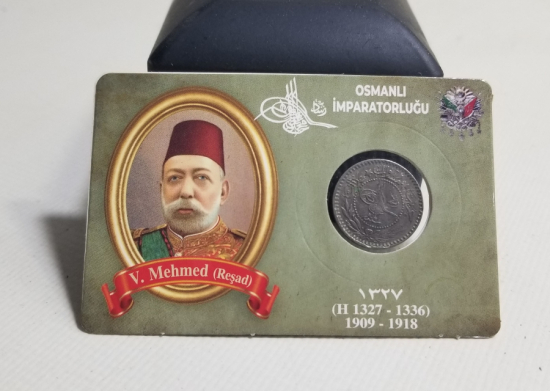 OSMANLI
İMPARATORLUĞU
V. Mehmed (Reşad)
١٣٢٧
(H 1327 - 1336)
1909 - 1918